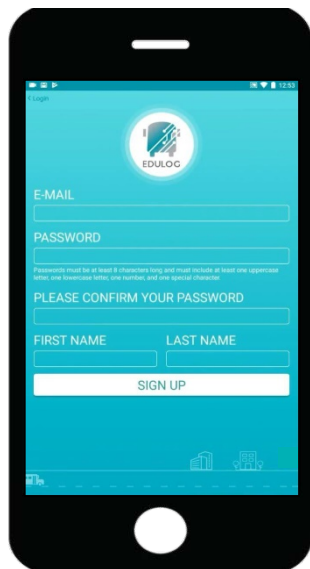 12:53
< Login
EDULOG
E-MAIL
PASSWORD
Passwords must be at least 8 characters long and must include at least one uppercase
letter, one lowercase letter, one number, and one special character.
PLEASE CONFIRM YOUR PASSWORD
FIRST NAME LAST NAME
SIGN UP